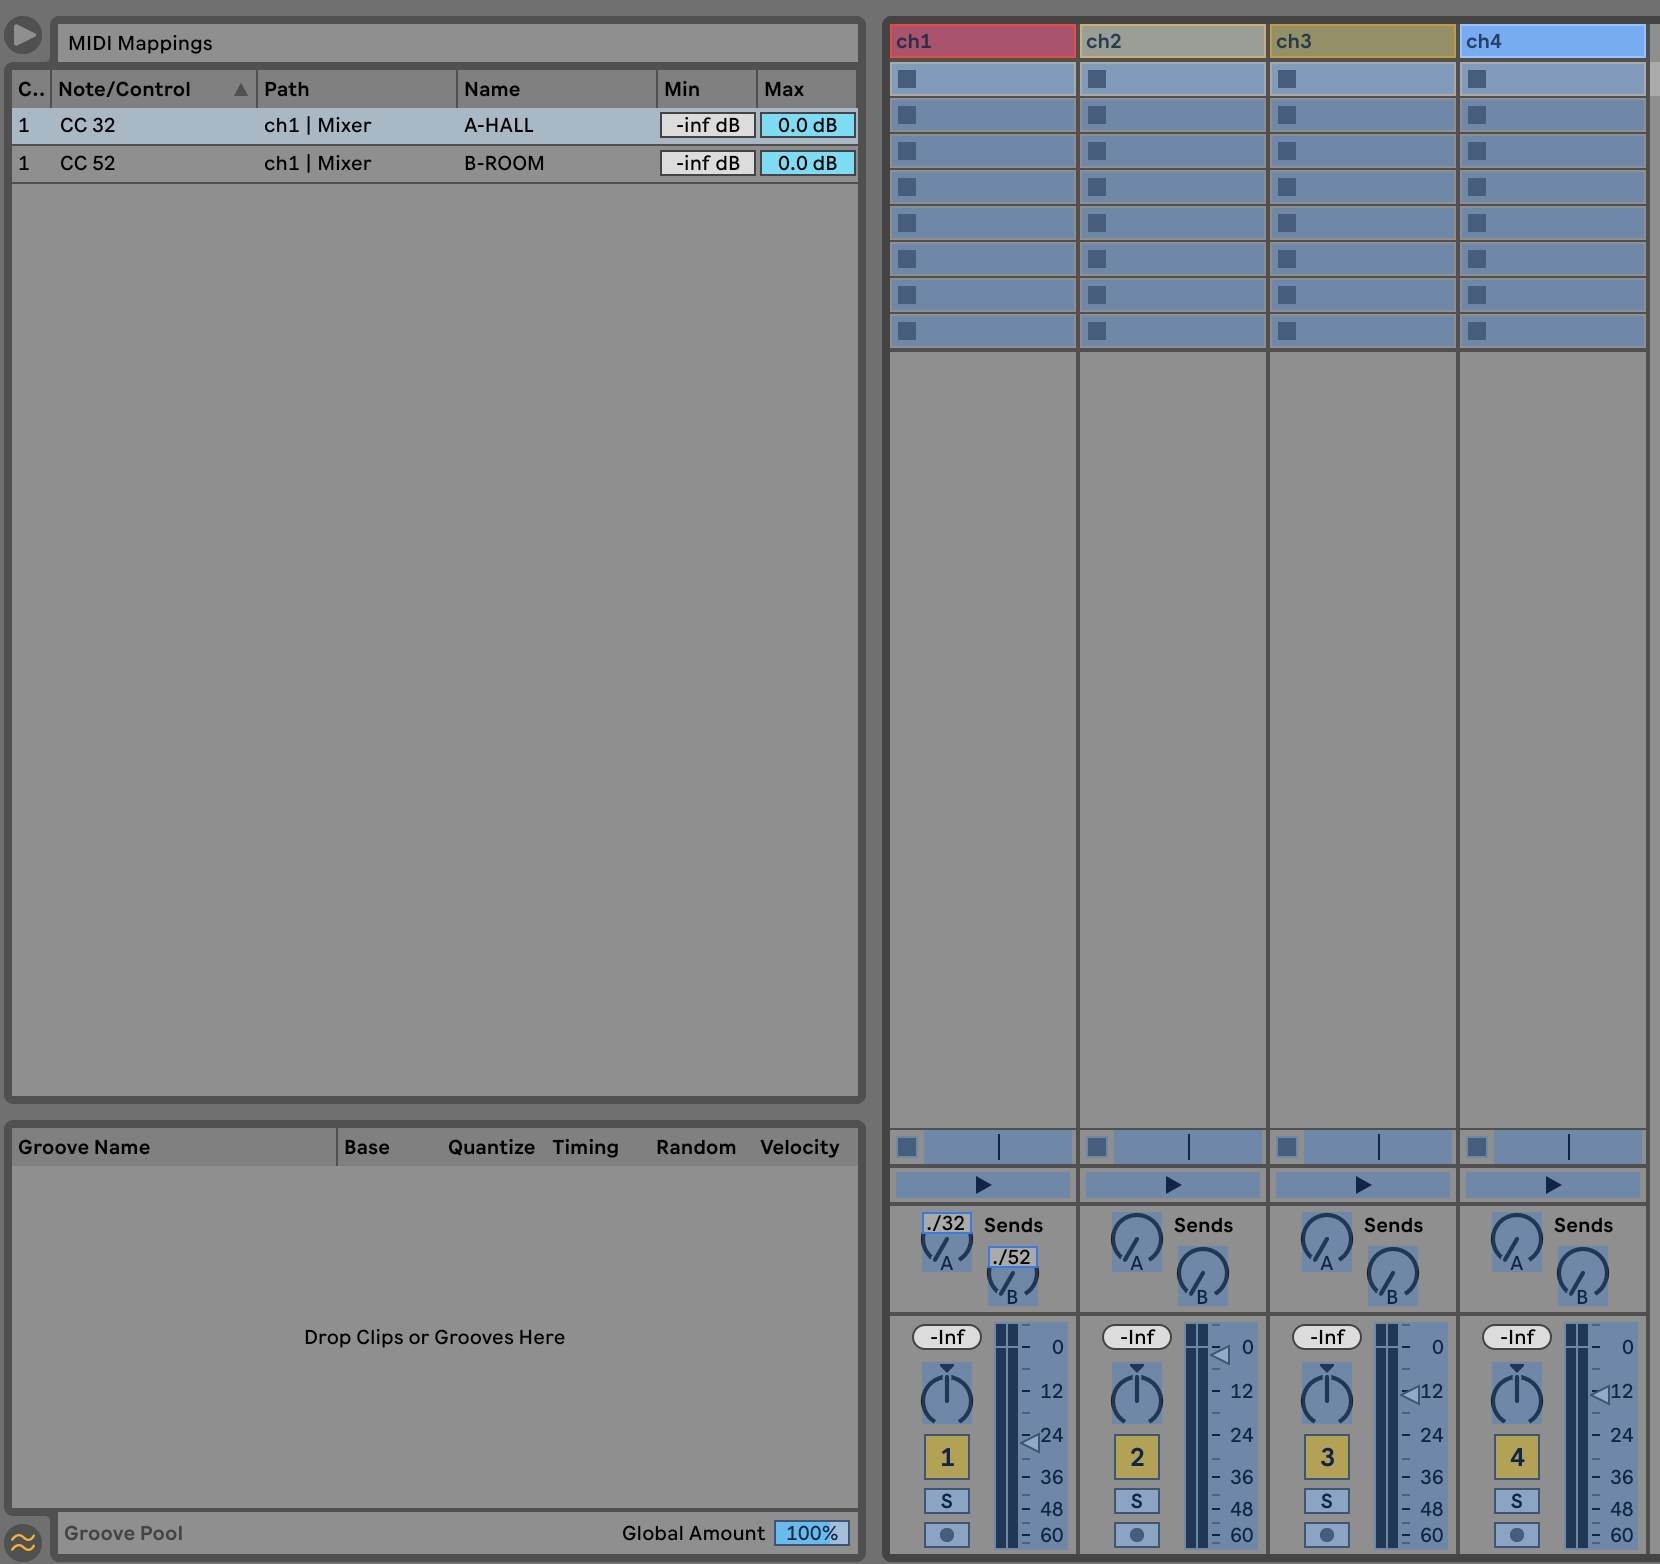 MIDI Mappings
C.. Note/Control Path Name Min Max
1 CC 32 ch1 | Mixer A-HALL -inf dB 0.0 dB
1 CC 52 ch1 | Mixer B-ROOM -inf dB 0.0 dB
Groove Name Base Quantize Timing Random Velocity
Drop Clips or Grooves Here
Groove Pool Global Amount 100%
ch1 ch2 ch3 ch4
./32 Sends Sends Sends Sends
A ./52 A A A
B B B B
-Inf 0 -Inf 0 -Inf 0 -Inf 0
12 12 12 12
24 24 24 24
1 2 3 4
36 36 36 36
S S S S
48 48 48 48
60 60 60 60